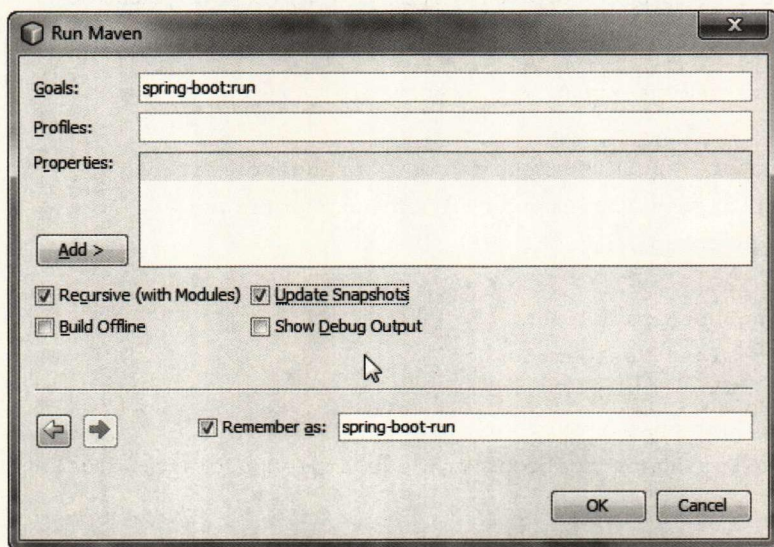 Run Maven
Goals: spring-boot:run
Profiles:
Properties:
Add >
Recursive (with Modules) Update Snapshots
Build Offline Show Debug Output
Remember as: spring-boot-run
OK Cancel